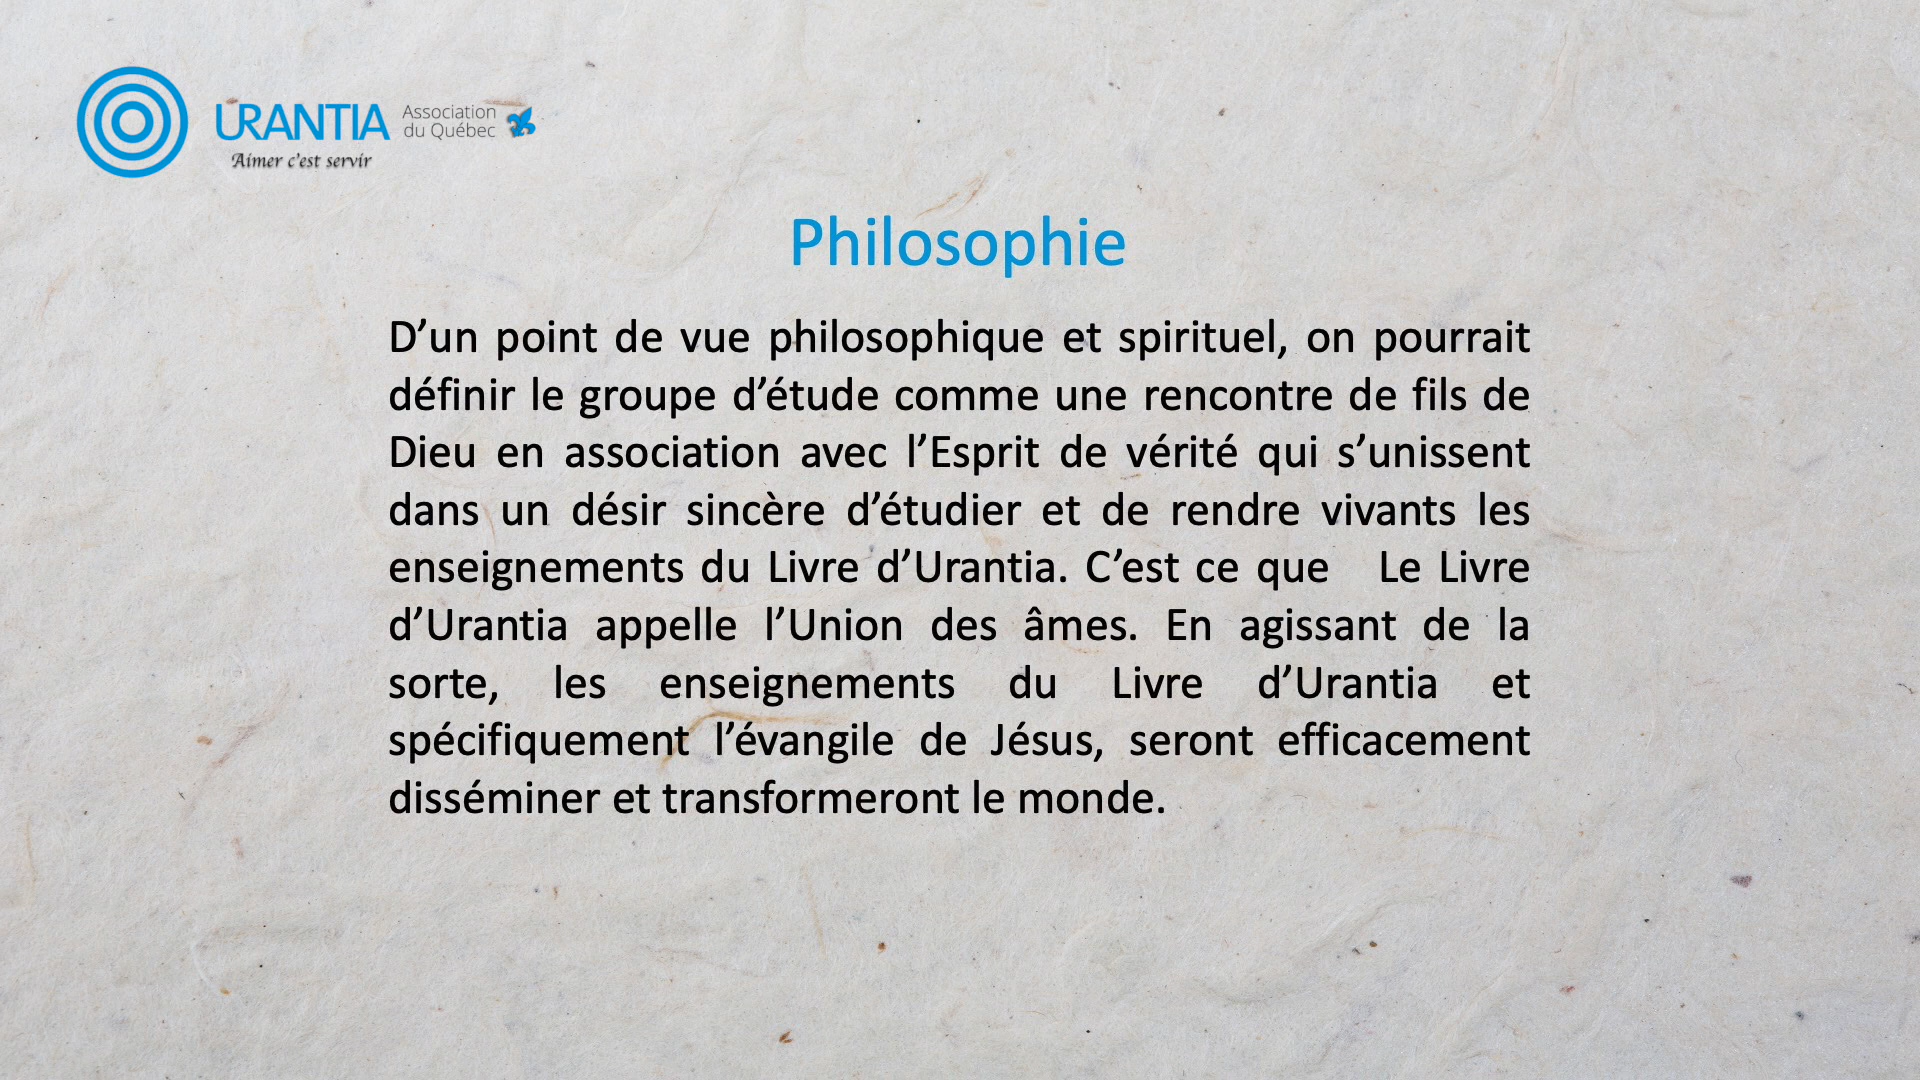 URANTIA
Association
du Québec
Aimer c'est servir
Philosophie
D’un point de vue philosophique et spirituel, on pourrait
définir le groupe d’étude comme une rencontre de fils de
Dieu en association avec l’Esprit de vérité qui s’unissent
dans un désir sincère d’étudier et de rendre vivants les
enseignements du Livre d’Urantia. C’est ce que Le Livre
d’Urantia appelle l’Union des âmes. En agissant de la
sorte, les enseignements du Livre d’Urantia et
spécifiquement l’évangile de Jésus, seront efficacement
disséminer et transformeront le monde.